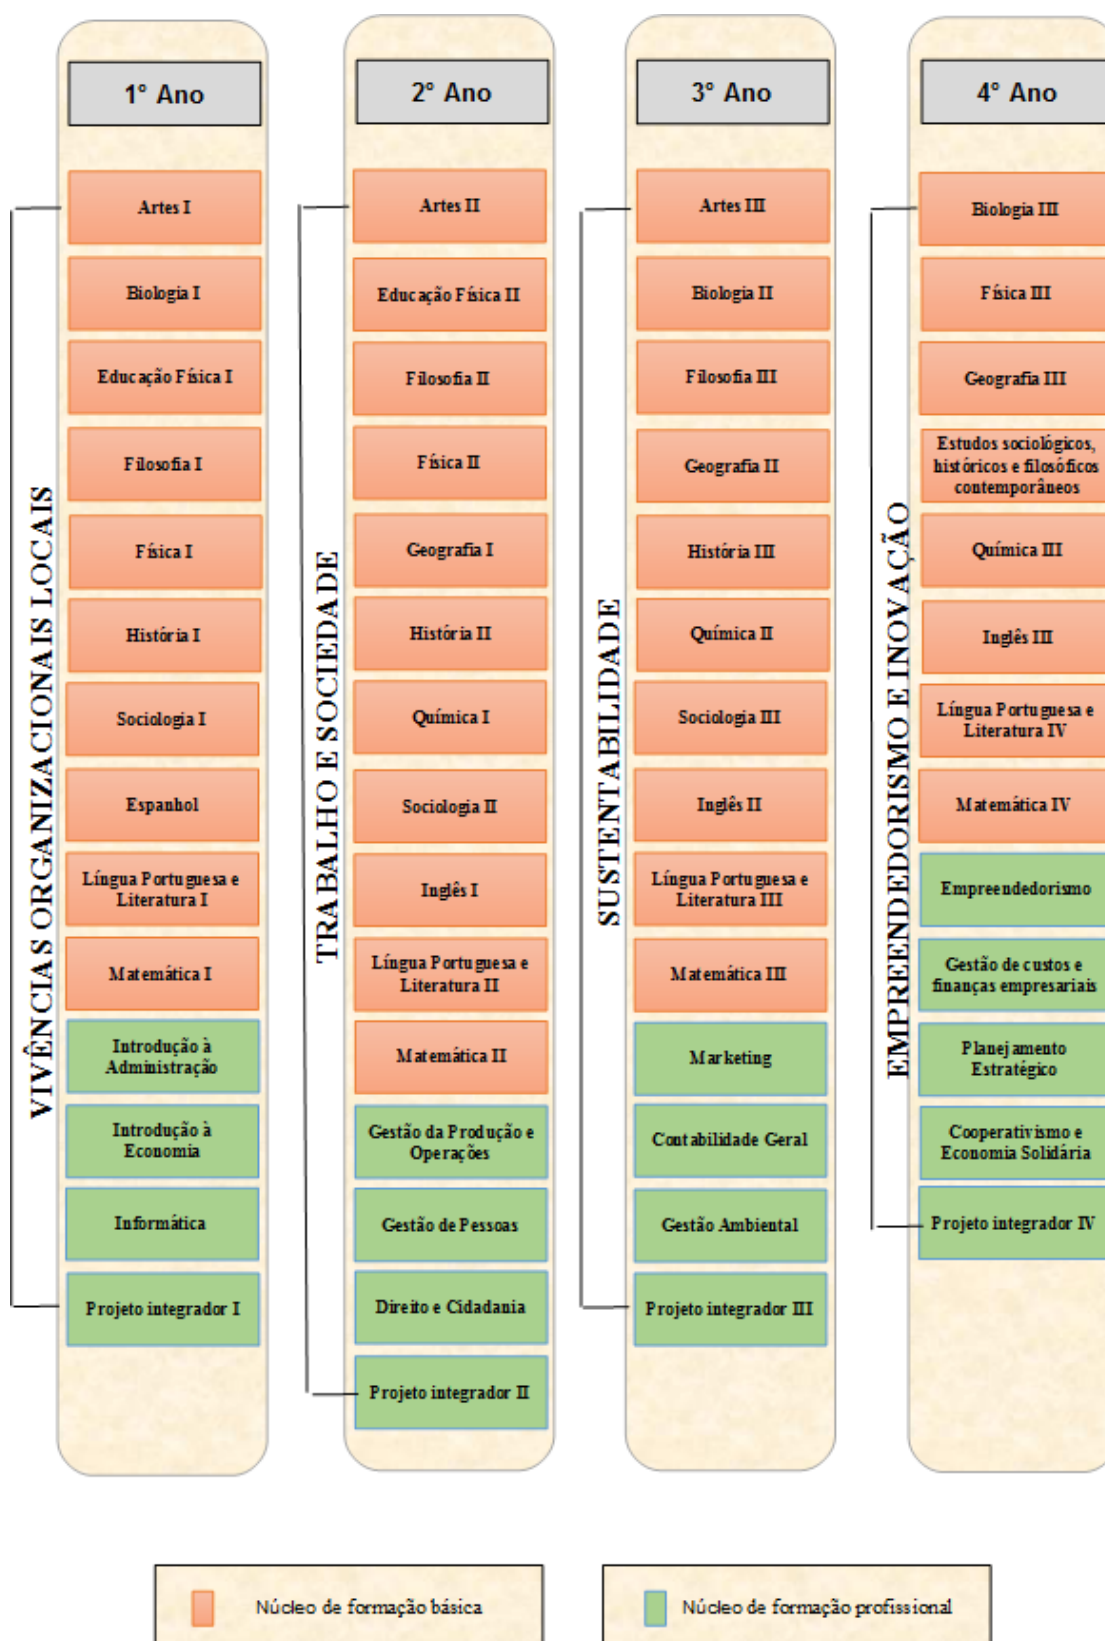 1° Ano
VIVÊNCIAS ORGANIZACIONAIS LOCAIS
Artes I
Biologia I
Educação Física I
Filosofia I
Física I
História I
Sociologia I
Espanhol
Língua Portuguesa e
Literatura I
Matemática I
Introdução à
Administração
Introdução à
Economia
Informática
Projeto integrador I
2° Ano
TRABALHO E SOCIEDADE
Artes II
Educação Física II
Filosofia II
Física II
Geografia I
História II
Química I
Sociologia II
Inglês I
Língua Portuguesa e
Literatura II
Matemática II
Gestão da Produção e
Operações
Gestão de Pessoas
Direito e Cidadania
Projeto integrador II
3° Ano
SUSTENTABILIDADE
Artes III
Biologia II
Filosofia III
Geografia II
História III
Química II
Sociologia III
Inglês II
Língua Portuguesa e
Literatura III
Matemática III
Marketing
Contabilidade Geral
Gestão Ambiental
Projeto integrador III
4° Ano
EMPREENDEDORISMO E INOVAÇÃO
Biologia III
Física III
Geografia III
Estudos sociológicos,
históricos e filosóficos
contemporâneos
Química III
Inglês III
Língua Portuguesa e
Literatura IV
Matemática IV
Empreendedorismo
Gestão de custos e
finanças empresariais
Planejamento
Estratégico
Cooperativismo e
Economia Solidária
Projeto integrador IV
Núcleo de formação básica
Núcleo de formação profissional